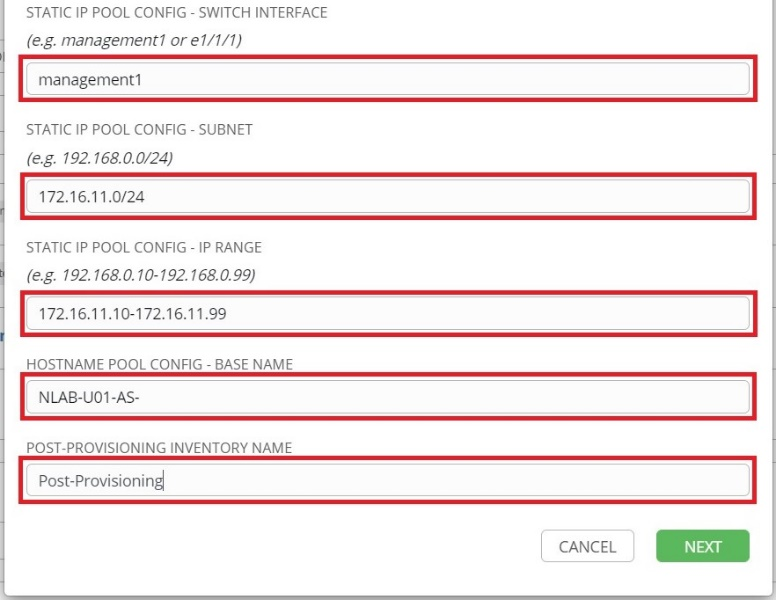 STATIC IP POOL CONFIG - SWITCH INTERFACE
(e.g. management1 or e1/1/1)
management1
STATIC IP POOL CONFIG - SUBNET
(e.g. 192.168.0.0/24)
172.16.11.0/24
STATIC IP POOL CONFIG - IP RANGE
(e.g. 192.168.0.10-192.168.0.99)
172.16.11.10-172.16.11.99
HOSTNAME POOL CONFIG - BASE NAME
NLAB-U01-AS-
POST-PROVISIONING INVENTORY NAME
Post-Provisioning
CANCEL NEXT